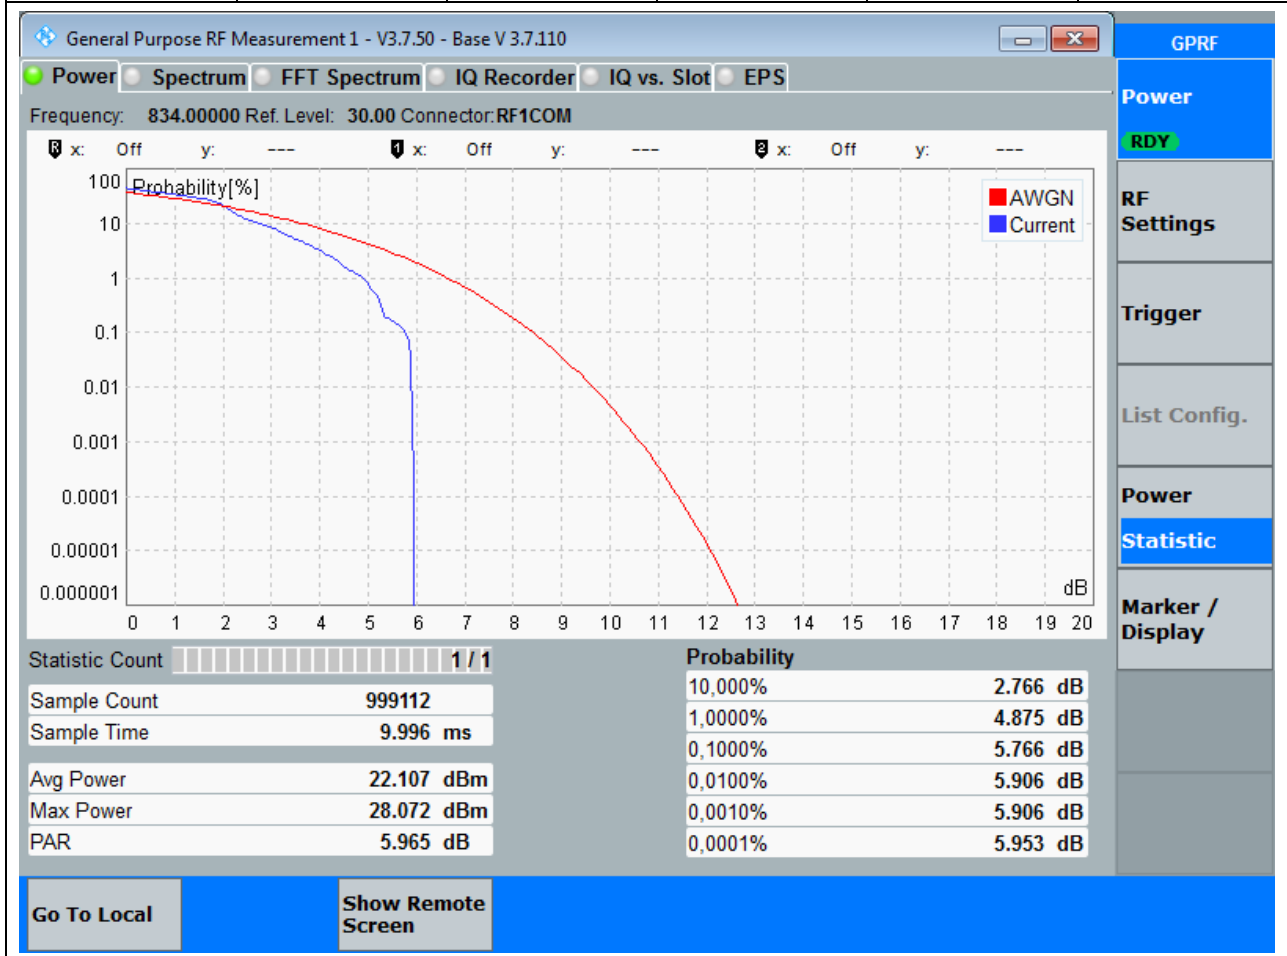 General Purpose RF Measurement 1 - V3.7.50 - Base V 3.7.110
GPRF
Power Spectrum FFT Spectrum IQ Recorder IQ vs. Slot EPS
Frequency: 834.00000 Ref. Level: 30.00 Connector: RF1COM
R x: Off y: --- 1 x: Off y: --- 2 x: Off y: ---
Probability[%]
AWGN
Current
100
10
1
0.1
0.01
0.001
0.0001
0.00001
0.000001
dB
0 1 2 3 4 5 6 7 8 9 10 11 12 13 14 15 16 17 18 19 20
Statistic Count 1 / 1
Sample Count 999112
Sample Time 9.996 ms
Avg Power 22.107 dBm
Max Power 28.072 dBm
PAR 5.965 dB
Probability
10,000% 2.766 dB
1,0000% 4.875 dB
0,1000% 5.766 dB
0,0100% 5.906 dB
0,0010% 5.906 dB
0,0001% 5.953 dB
Power
RDY
RF
Settings
Trigger
List Config.
Power
Statistic
Marker /
Display
Go To Local
Show Remote
Screen